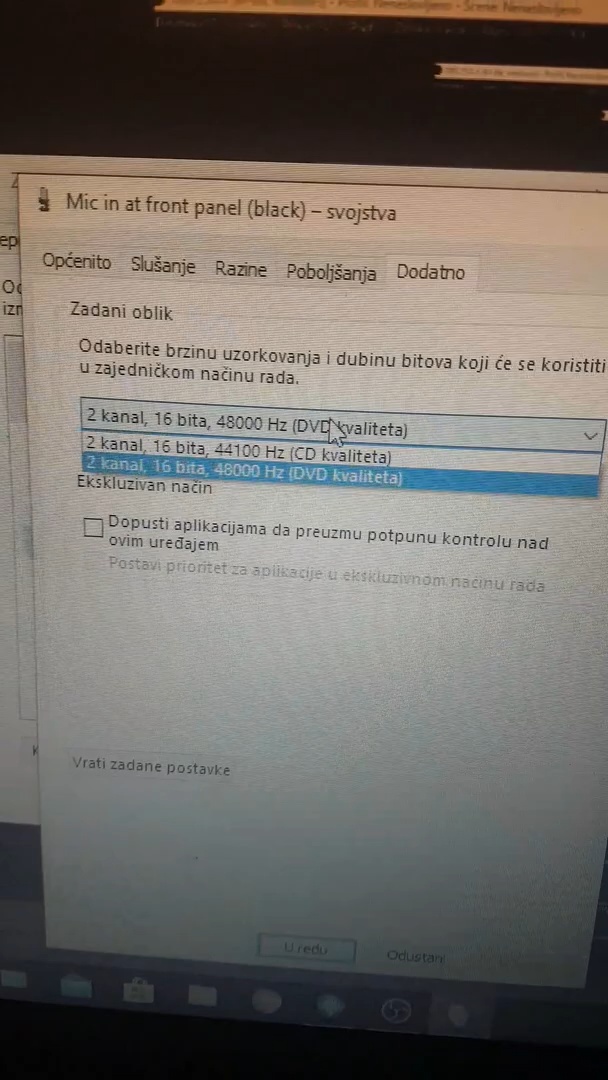 Mic in at front panel (black) – svojstva
Općenito Slušanje Razine Poboljšanja Dodatno
Zadani oblik
Odaberite brzinu uzorkovanja i dubinu bitova koji će se koristiti
u zajedničkom načinu rada.
2 kanal, 16 bita, 48000 Hz (DVD kvaliteta)
2 kanal, 16 bita, 44100 Hz (CD kvaliteta)
2 kanal, 16 bita, 48000 Hz (DVD kvaliteta)
Ekskluzivan način
Dopusti aplikacijama da preuzmu potpunu kontrolu nad
ovim uređajem
Postavi prioritet za aplikacije u ekskluzivnom načinu rada
Vrati zadane postavke
U redu Odustani